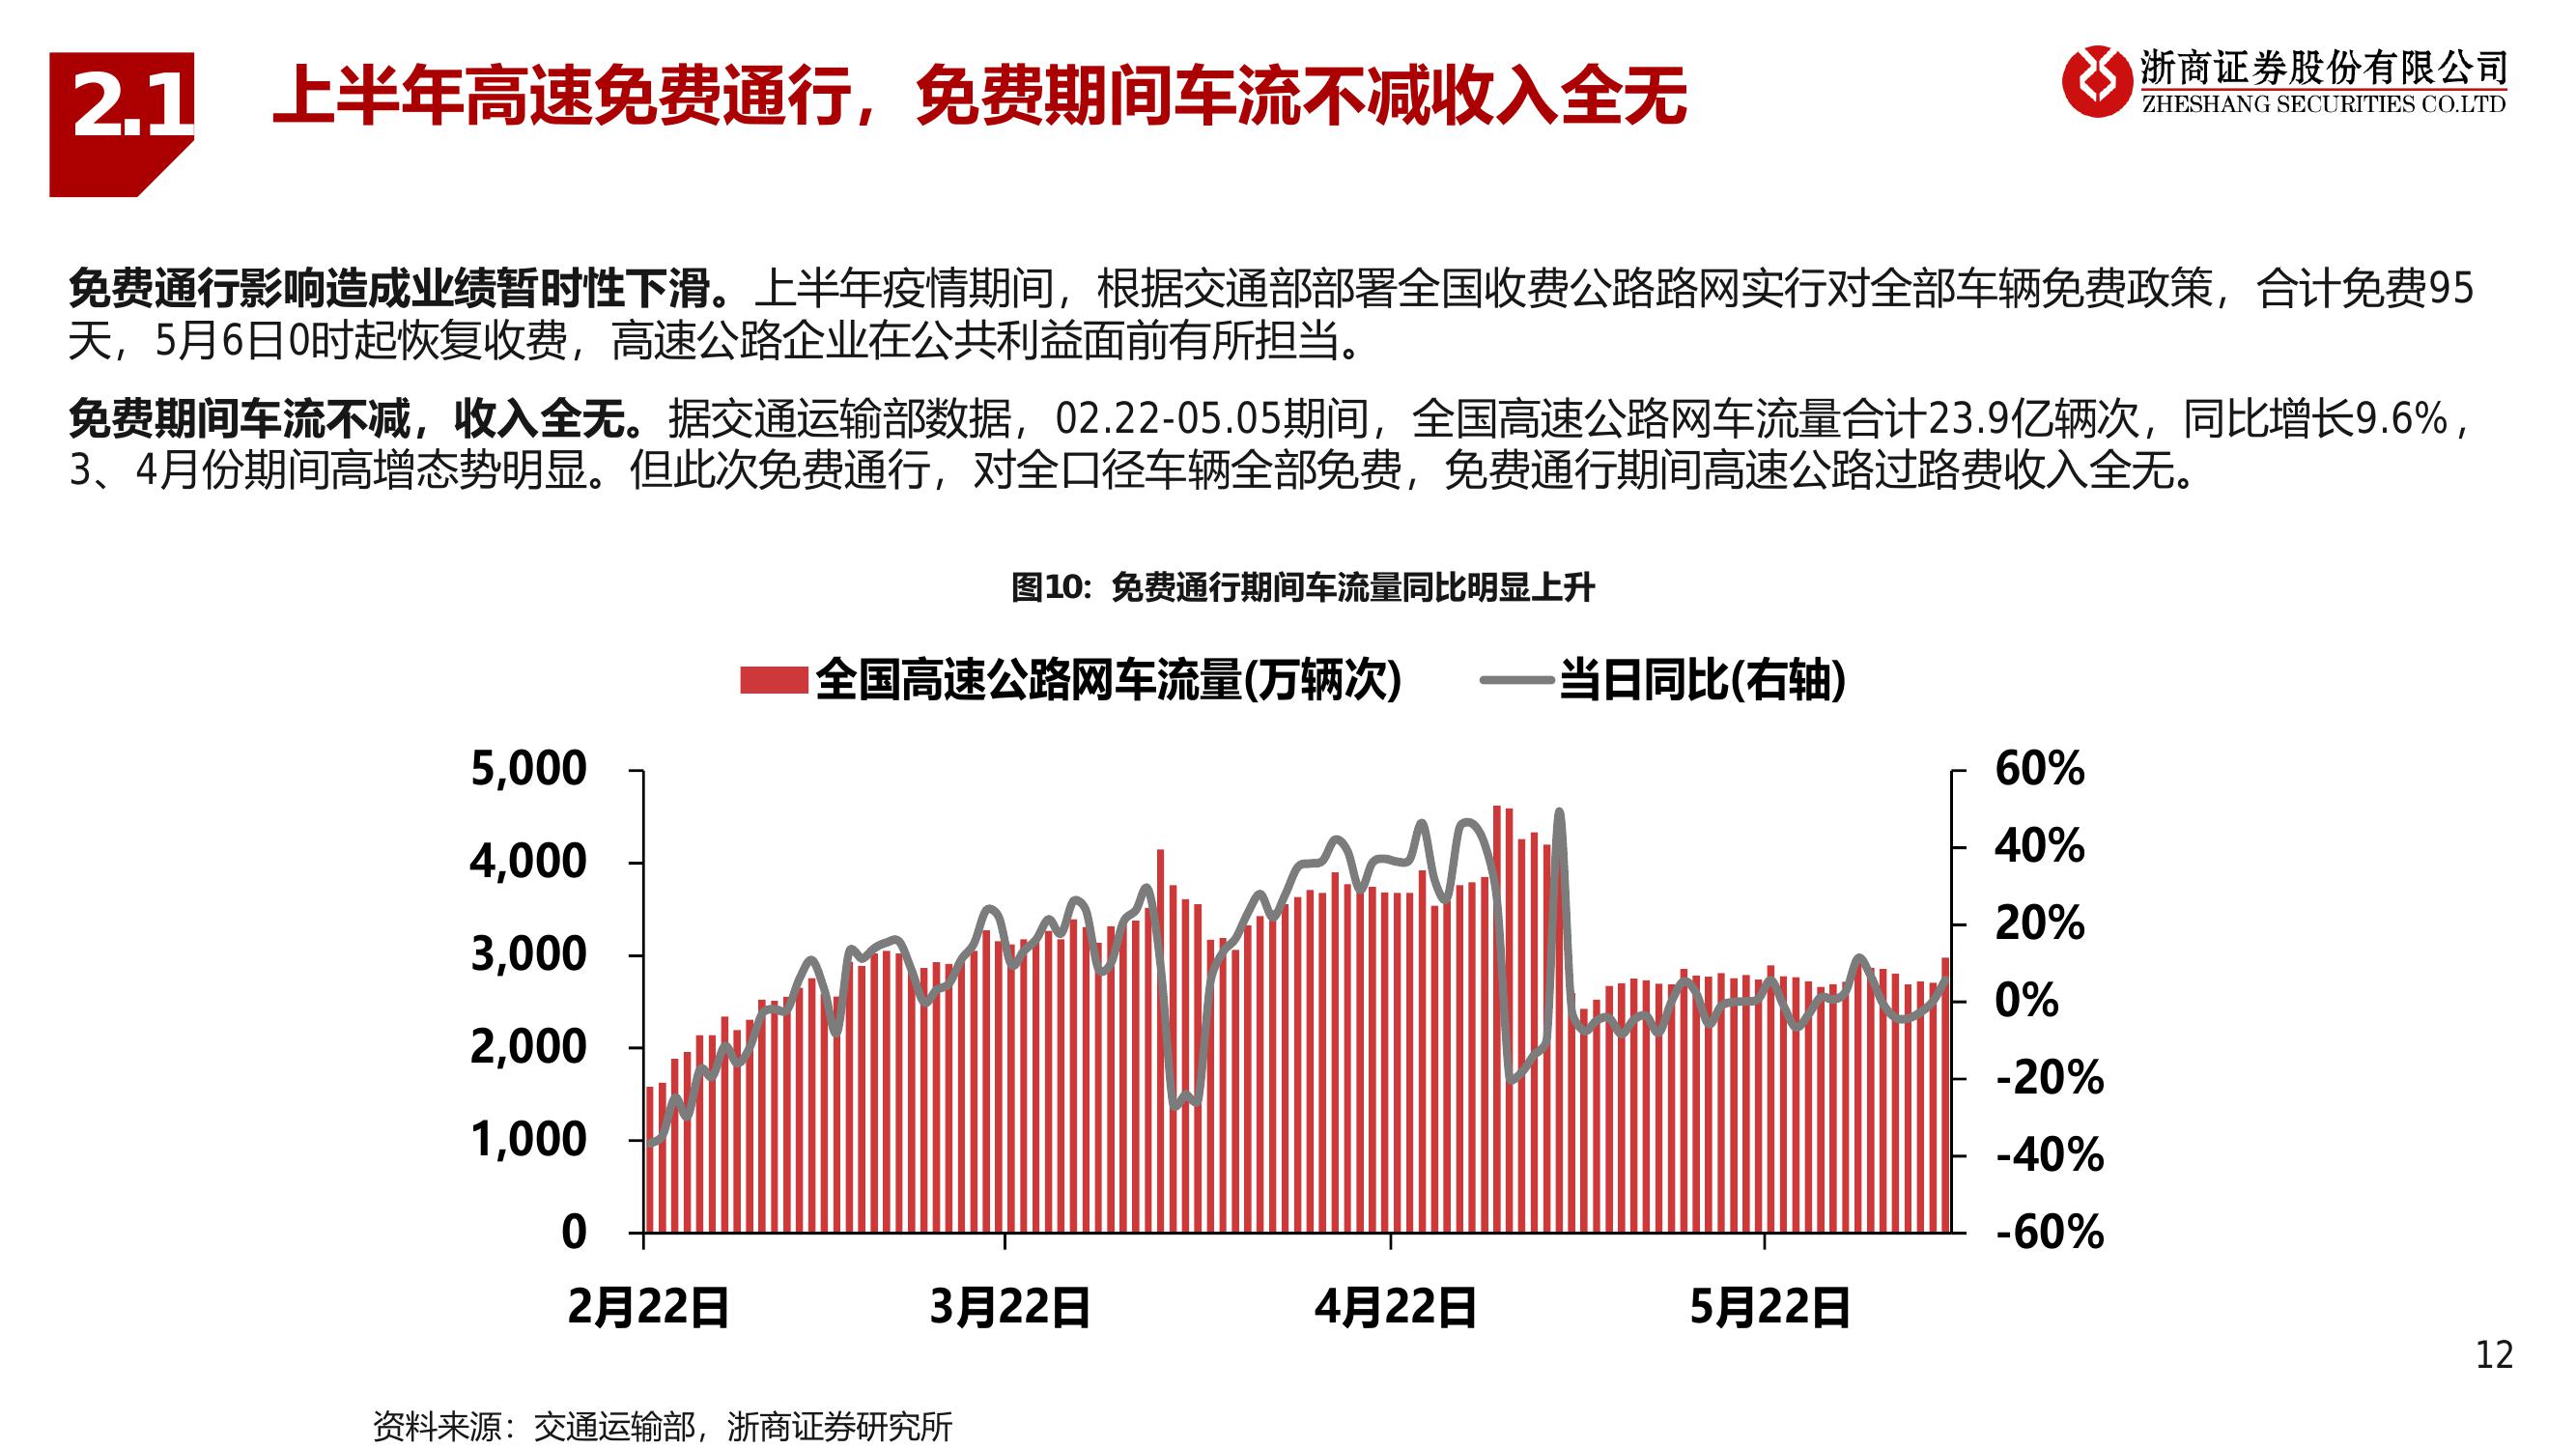 2.1
上半年高速免费通行，免费期间车流不减收入全无
浙商证券股份有限公司
ZHESHANG SECURITIES CO.LTD
免费通行影响造成业绩暂时性下滑。上半年疫情期间，根据交通部部署全国收费公路路网实行对全部车辆免费政策，合计免费95
天，5月6日0时起恢复收费，高速公路企业在公共利益面前有所担当。
免费期间车流不减，收入全无。据交通运输部数据，02.22-05.05期间，全国高速公路网车流量合计23.9亿辆次，同比增长9.6%，
3、4月份期间高增态势明显。但此次免费通行，对全口径车辆全部免费，免费通行期间高速公路过路费收入全无。
图10：免费通行期间车流量同比明显上升
全国高速公路网车流量(万辆次)
当日同比(右轴)
5,000
4,000
3,000
2,000
1,000
0
60%
40%
20%
0%
-20%
-40%
-60%
2月22日
3月22日
4月22日
5月22日
12
资料来源：交通运输部，浙商证券研究所